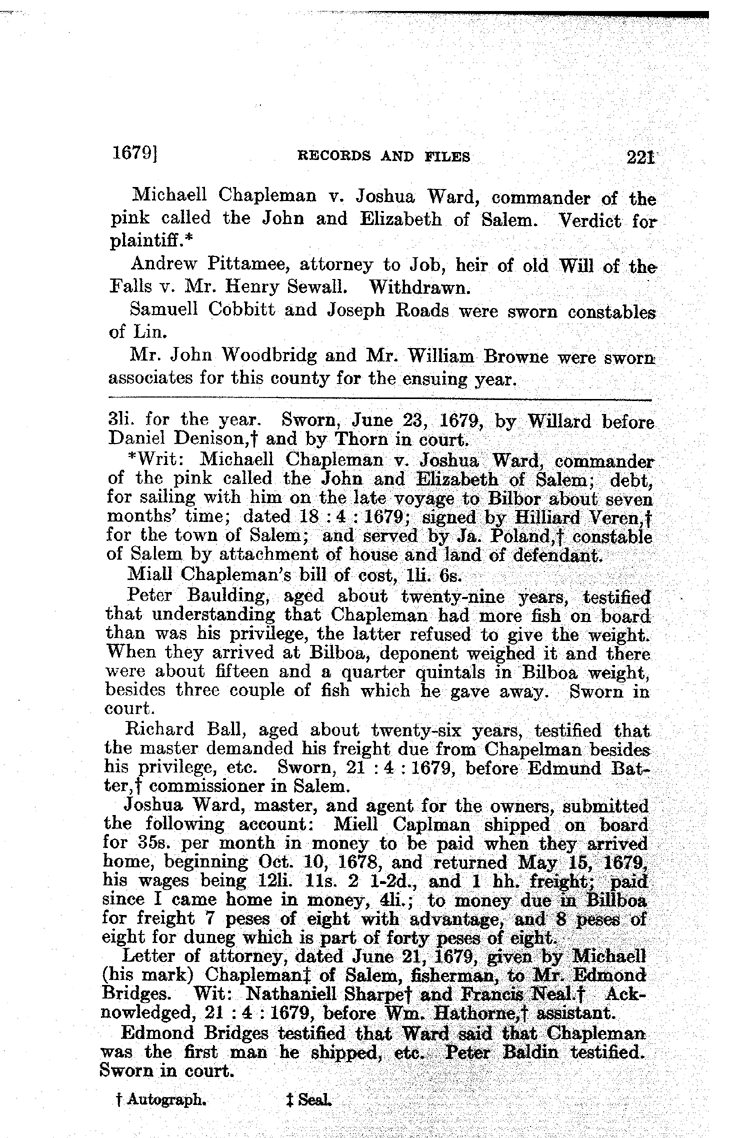 1679] RECORDS AND FILES 221
Michaell Chapleman v. Joshua Ward, commander of the
pink called the John and Elizabeth of Salem. Verdict for
plaintiff.*
Andrew Pittamee, attorney to Job, heir of old Will of the
Falls v. Mr. Henry Sewall. Withdrawn.
Samuell Cobbitt and Joseph Roads were sworn constables
of Lin.
Mr. John Woodbridg and Mr. William Browne were sworn
associates for this county for the ensuing year.
3li. for the year. Sworn, June 23, 1679, by Willard before
Daniel Denison,† and by Thorn in court.
*Writ: Michaell Chapleman v. Joshua Ward, commander
of the pink called the John and Elizabeth of Salem; debt,
for sailing with him on the late voyage to Bilbor about seven
months' time; dated 18 : 4 : 1679; signed by Hilliard Veren,†
for the town of Salem; and served by Ja. Poland,† constable
of Salem by attachment of house and land of defendant.
Miall Chapleman's bill of cost, 1li. 6s.
Peter Baulding, aged about twenty-nine years, testified
that understanding that Chapleman had more fish on board
than was his privilege, the latter refused to give the weight.
When they arrived at Bilboa, deponent weighed it and there
were about fifteen and a quarter quintals in Bilboa weight,
besides three couple of fish which he gave away. Sworn in
court.
Richard Ball, aged about twenty-six years, testified that
the master demanded his freight due from Chapelman besides
his privilege, etc. Sworn, 21 : 4 : 1679, before Edmund Bat-
ter,† commissioner in Salem.
Joshua Ward, master, and agent for the owners, submitted
the following account: Miell Caplman shipped on board
for 35s. per month in money to be paid when they arrived
home, beginning Oct. 10, 1678, and returned May 15, 1679,
his wages being 12li. 11s. 2 1-2d., and 1 hh. freight; paid
since I came home in money, 4li.; to money due in Billboa
for freight 7 peses of eight with advantage, and 8 peses of
eight for duneg which is part of forty peses of eight.
Letter of attorney, dated June 21, 1679, given by Michaell
(his mark) Chapleman‡ of Salem, fisherman, to Mr. Edmond
Bridges. Wit: Nathaniell Sharpe† and Francis Neal.† Ack-
nowledged, 21 : 4 : 1679, before Wm. Hathorne,† assistant.
Edmond Bridges testified that Ward said that Chapleman
was the first man he shipped, etc. Peter Baldin testified.
Sworn in court.
† Autograph. ‡ Seal.